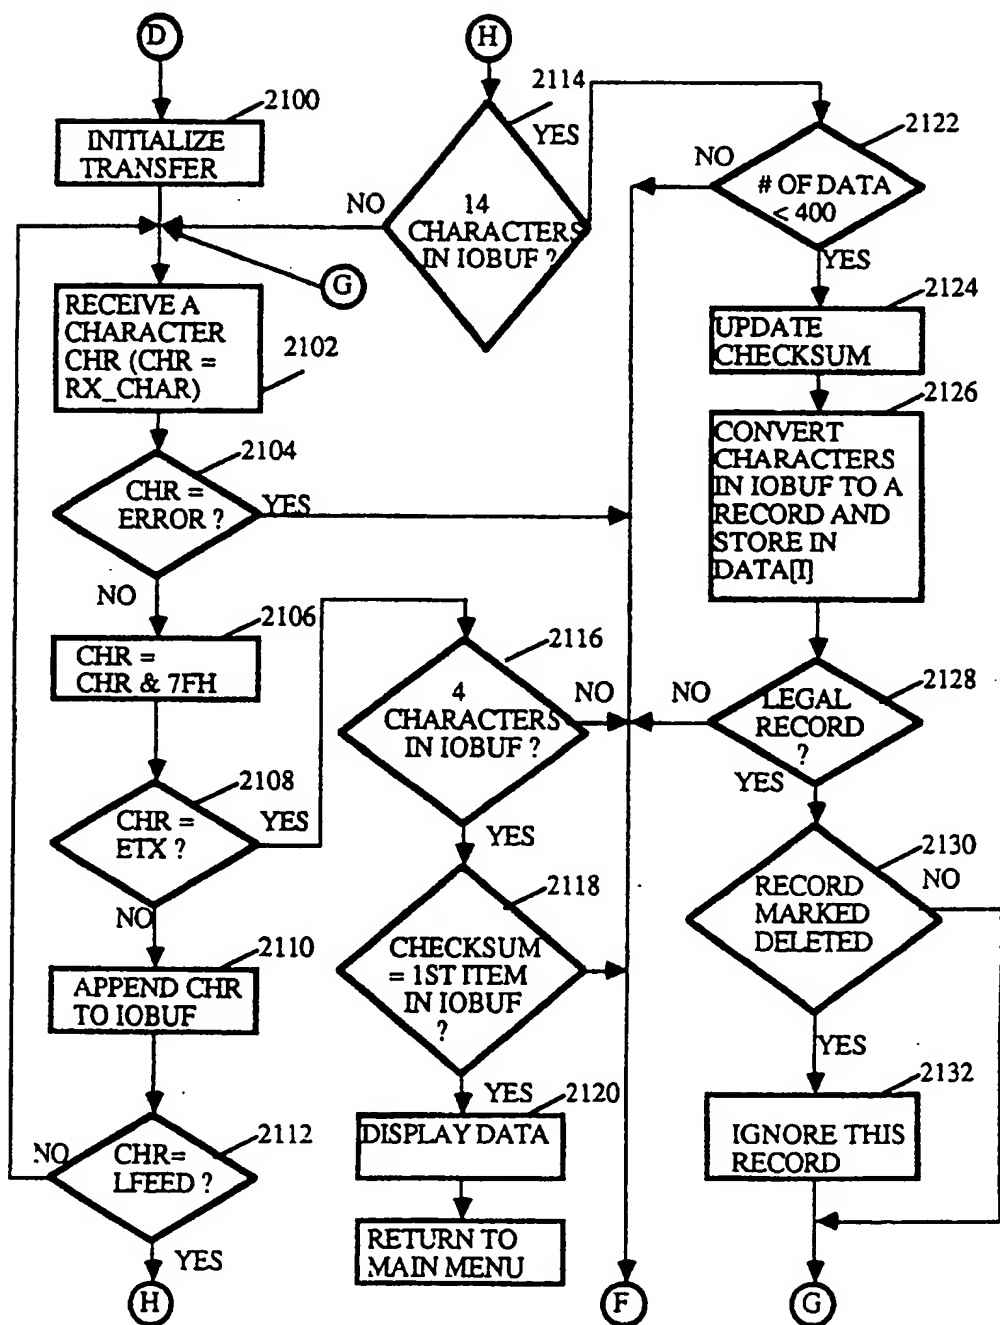 D
2100
INITIALIZE
TRANSFER
G
RECEIVE A
CHARACTER
CHR (CHR =
RX_CHAR)
2102
2104
CHR =
ERROR ?
YES
NO
2106
CHR =
CHR & 7FH
2108
CHR =
ETX ?
YES
NO
2110
APPEND CHR
TO IOBUF
2112
CHR=
LFEED ?
NO
YES
H
H
2114
YES
NO
14
CHARACTERS
IN IOBUF ?
2116
4
CHARACTERS
IN IOBUF ?
NO
YES
2118
CHECKSUM
= 1ST ITEM
IN IOBUF
?
YES
2120
DISPLAY DATA
RETURN TO
MAIN MENU
F
2122
NO
# OF DATA
< 400
YES
2124
UPDATE
CHECKSUM
2126
CONVERT
CHARACTERS
IN IOBUF TO A
RECORD AND
STORE IN
DATA[I]
2128
NO
LEGAL
RECORD
?
YES
2130
NO
RECORD
MARKED
DELETED
YES
2132
IGNORE THIS
RECORD
G